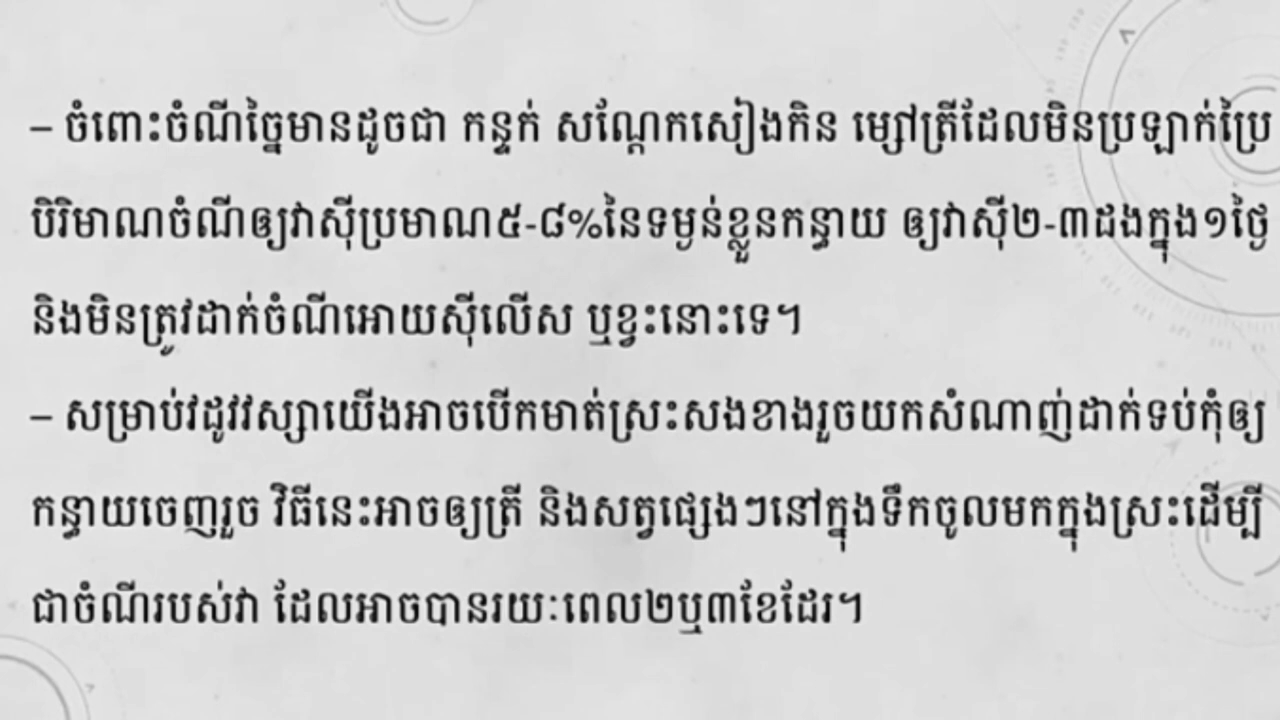 – ចំពោះចំណីច្នៃមានដូចជា កន្ទក់ សណ្ដែកសៀងកិន ម្សៅត្រីដែលមិនប្រឡាក់ប្រៃ
បិរិមាណចំណីឲ្យវាស៊ីប្រមាណ៥-៨%នៃទម្ងន់ខ្លួនកន្ធាយ ឲ្យវាស៊ី២-៣ដងក្នុង១ថ្ងៃ
និងមិនត្រូវដាក់ចំណីអោយស៊ីលើស ឬខ្វះនោះទេ។
– សម្រាប់រដូវវស្សាយើងអាចបើកមាត់ស្រះសងខាងរួចយកសំណាញ់ដាក់ទប់កុំឲ្យ
កន្ធាយចេញរួច វិធីនេះអាចឲ្យត្រី និងសត្វផ្សេងៗនៅក្នុងទឹកចូលមកក្នុងស្រះដើម្បី
ជាចំណីរបស់វា ដែលអាចបានរយៈពេល២ឬ៣ខែដែរ។